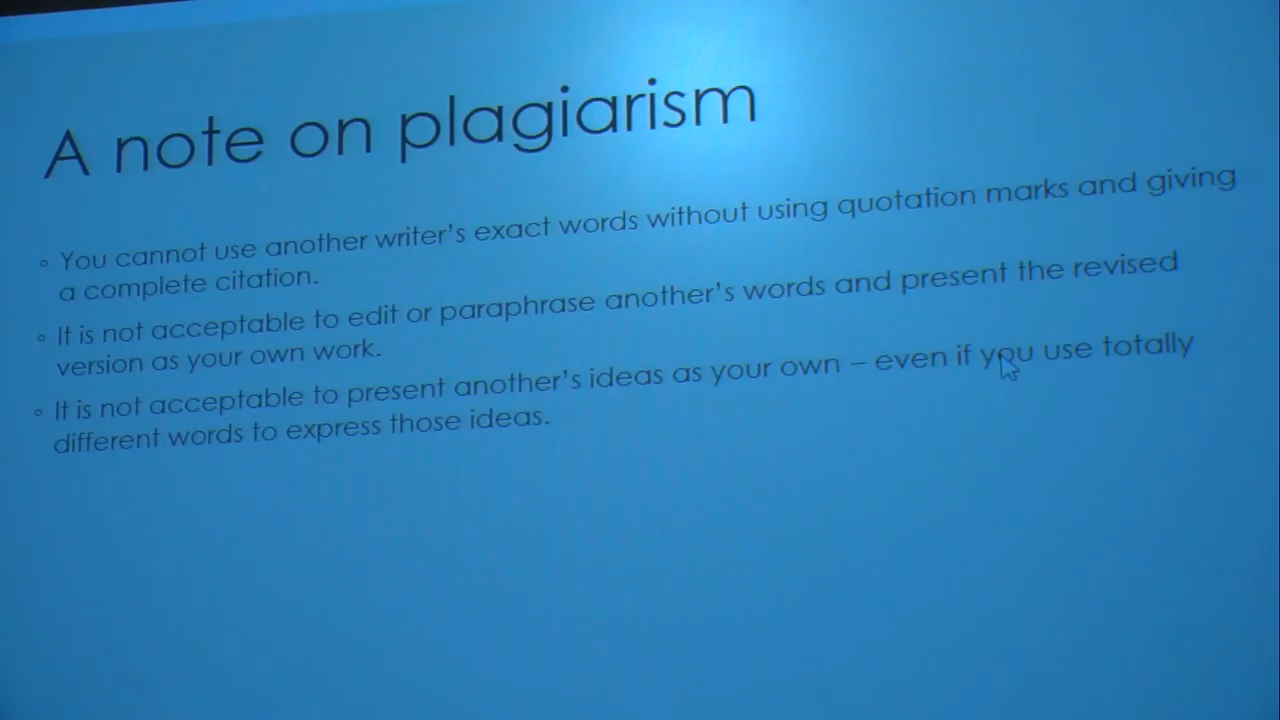 A note on plagiarism
◦ You cannot use another writer's exact words without using quotation marks and giving
a complete citation.
◦ It is not acceptable to edit or paraphrase another's words and present the revised
version as your own work.
◦ It is not acceptable to present another's ideas as your own – even if you use totally
different words to express those ideas.